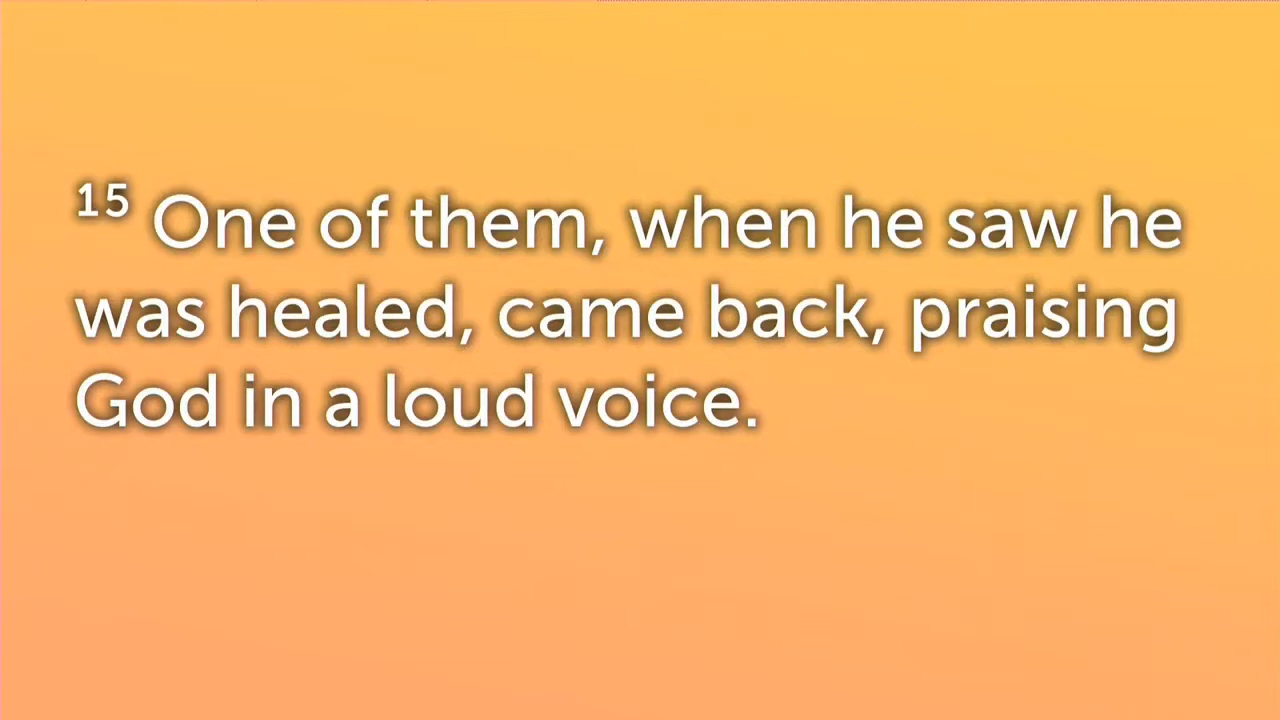 15 One of them, when he saw he
was healed, came back, praising
God in a loud voice.